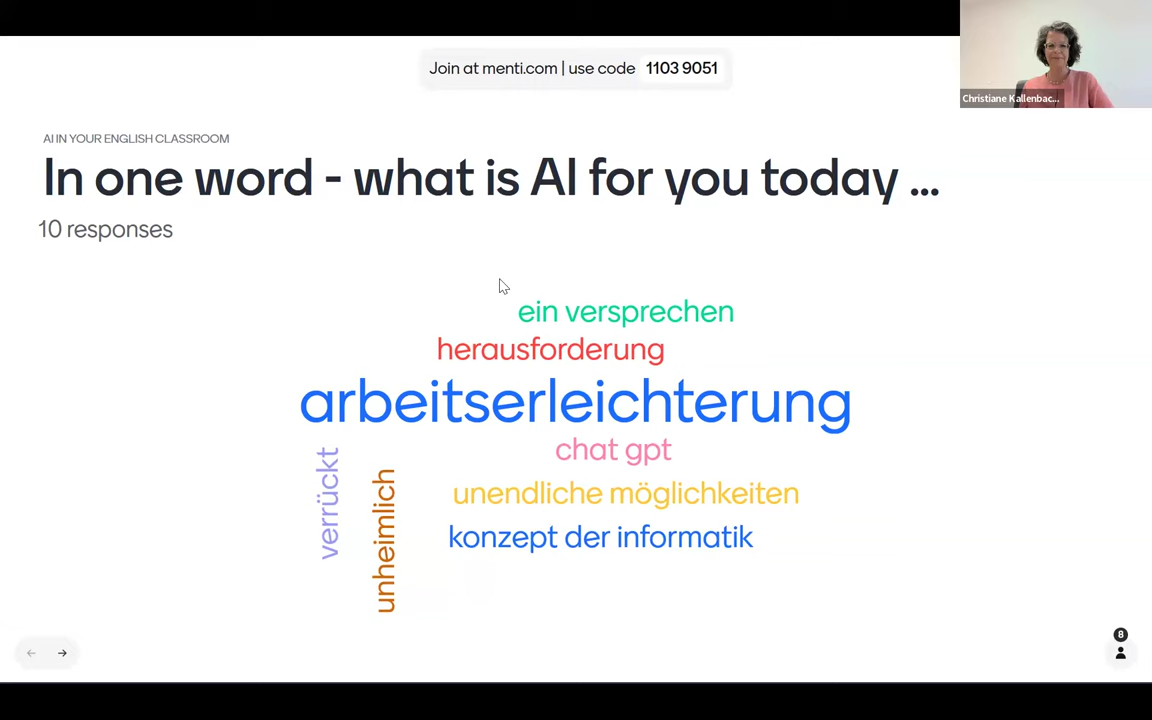 Join at menti.com | use code 1103 9051
Christiane Kallenbac...
AI IN YOUR ENGLISH CLASSROOM
In one word - what is AI for you today ...
10 responses
ein versprechen
herausforderung
arbeitserleichterung
chat gpt
verrückt
unheimlich
unendliche möglichkeiten
konzept der informatik
8